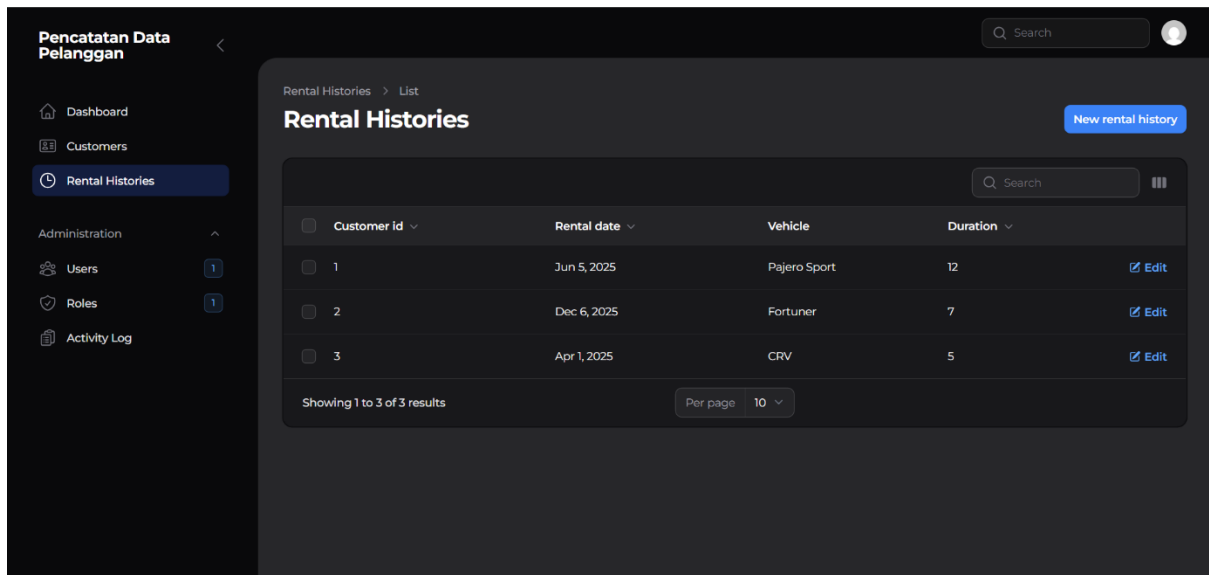 Pencatatan Data
Pelanggan
Search
Dashboard
Customers
Rental Histories
Administration
Users 1
Roles 1
Activity Log
Rental Histories > List
Rental Histories
New rental history
Search
Customer id Rental date Vehicle Duration
1 Jun 5, 2025 Pajero Sport 12 Edit
2 Dec 6, 2025 Fortuner 7 Edit
3 Apr 1, 2025 CRV 5 Edit
Showing 1 to 3 of 3 results Per page 10